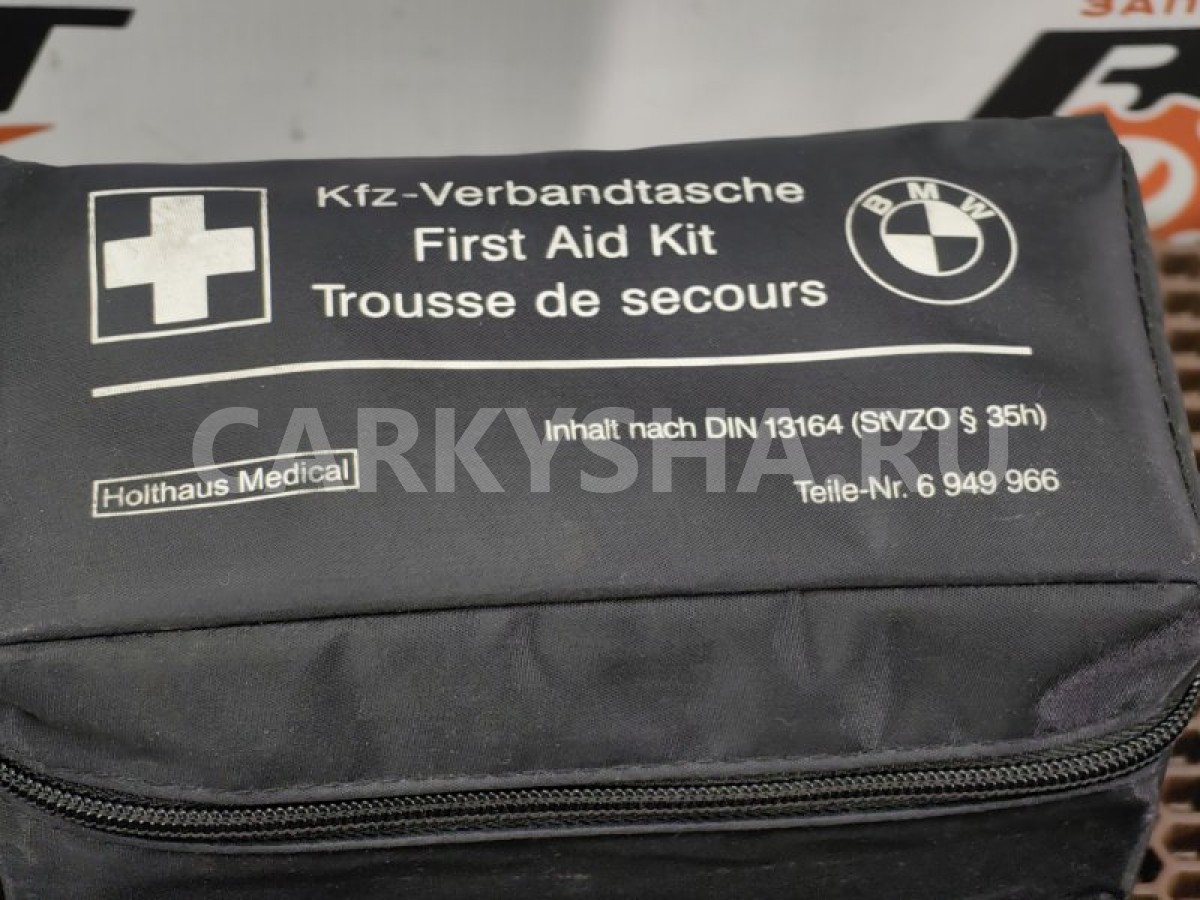 ЗАП
Kfz-Verbandtasche
First Aid Kit
Trousse de secours
BMW
Inhalt nach DIN 13164 (StVZO § 35h)
Holthaus Medical
Teile-Nr. 6 949 966
CARKYSHA.RU